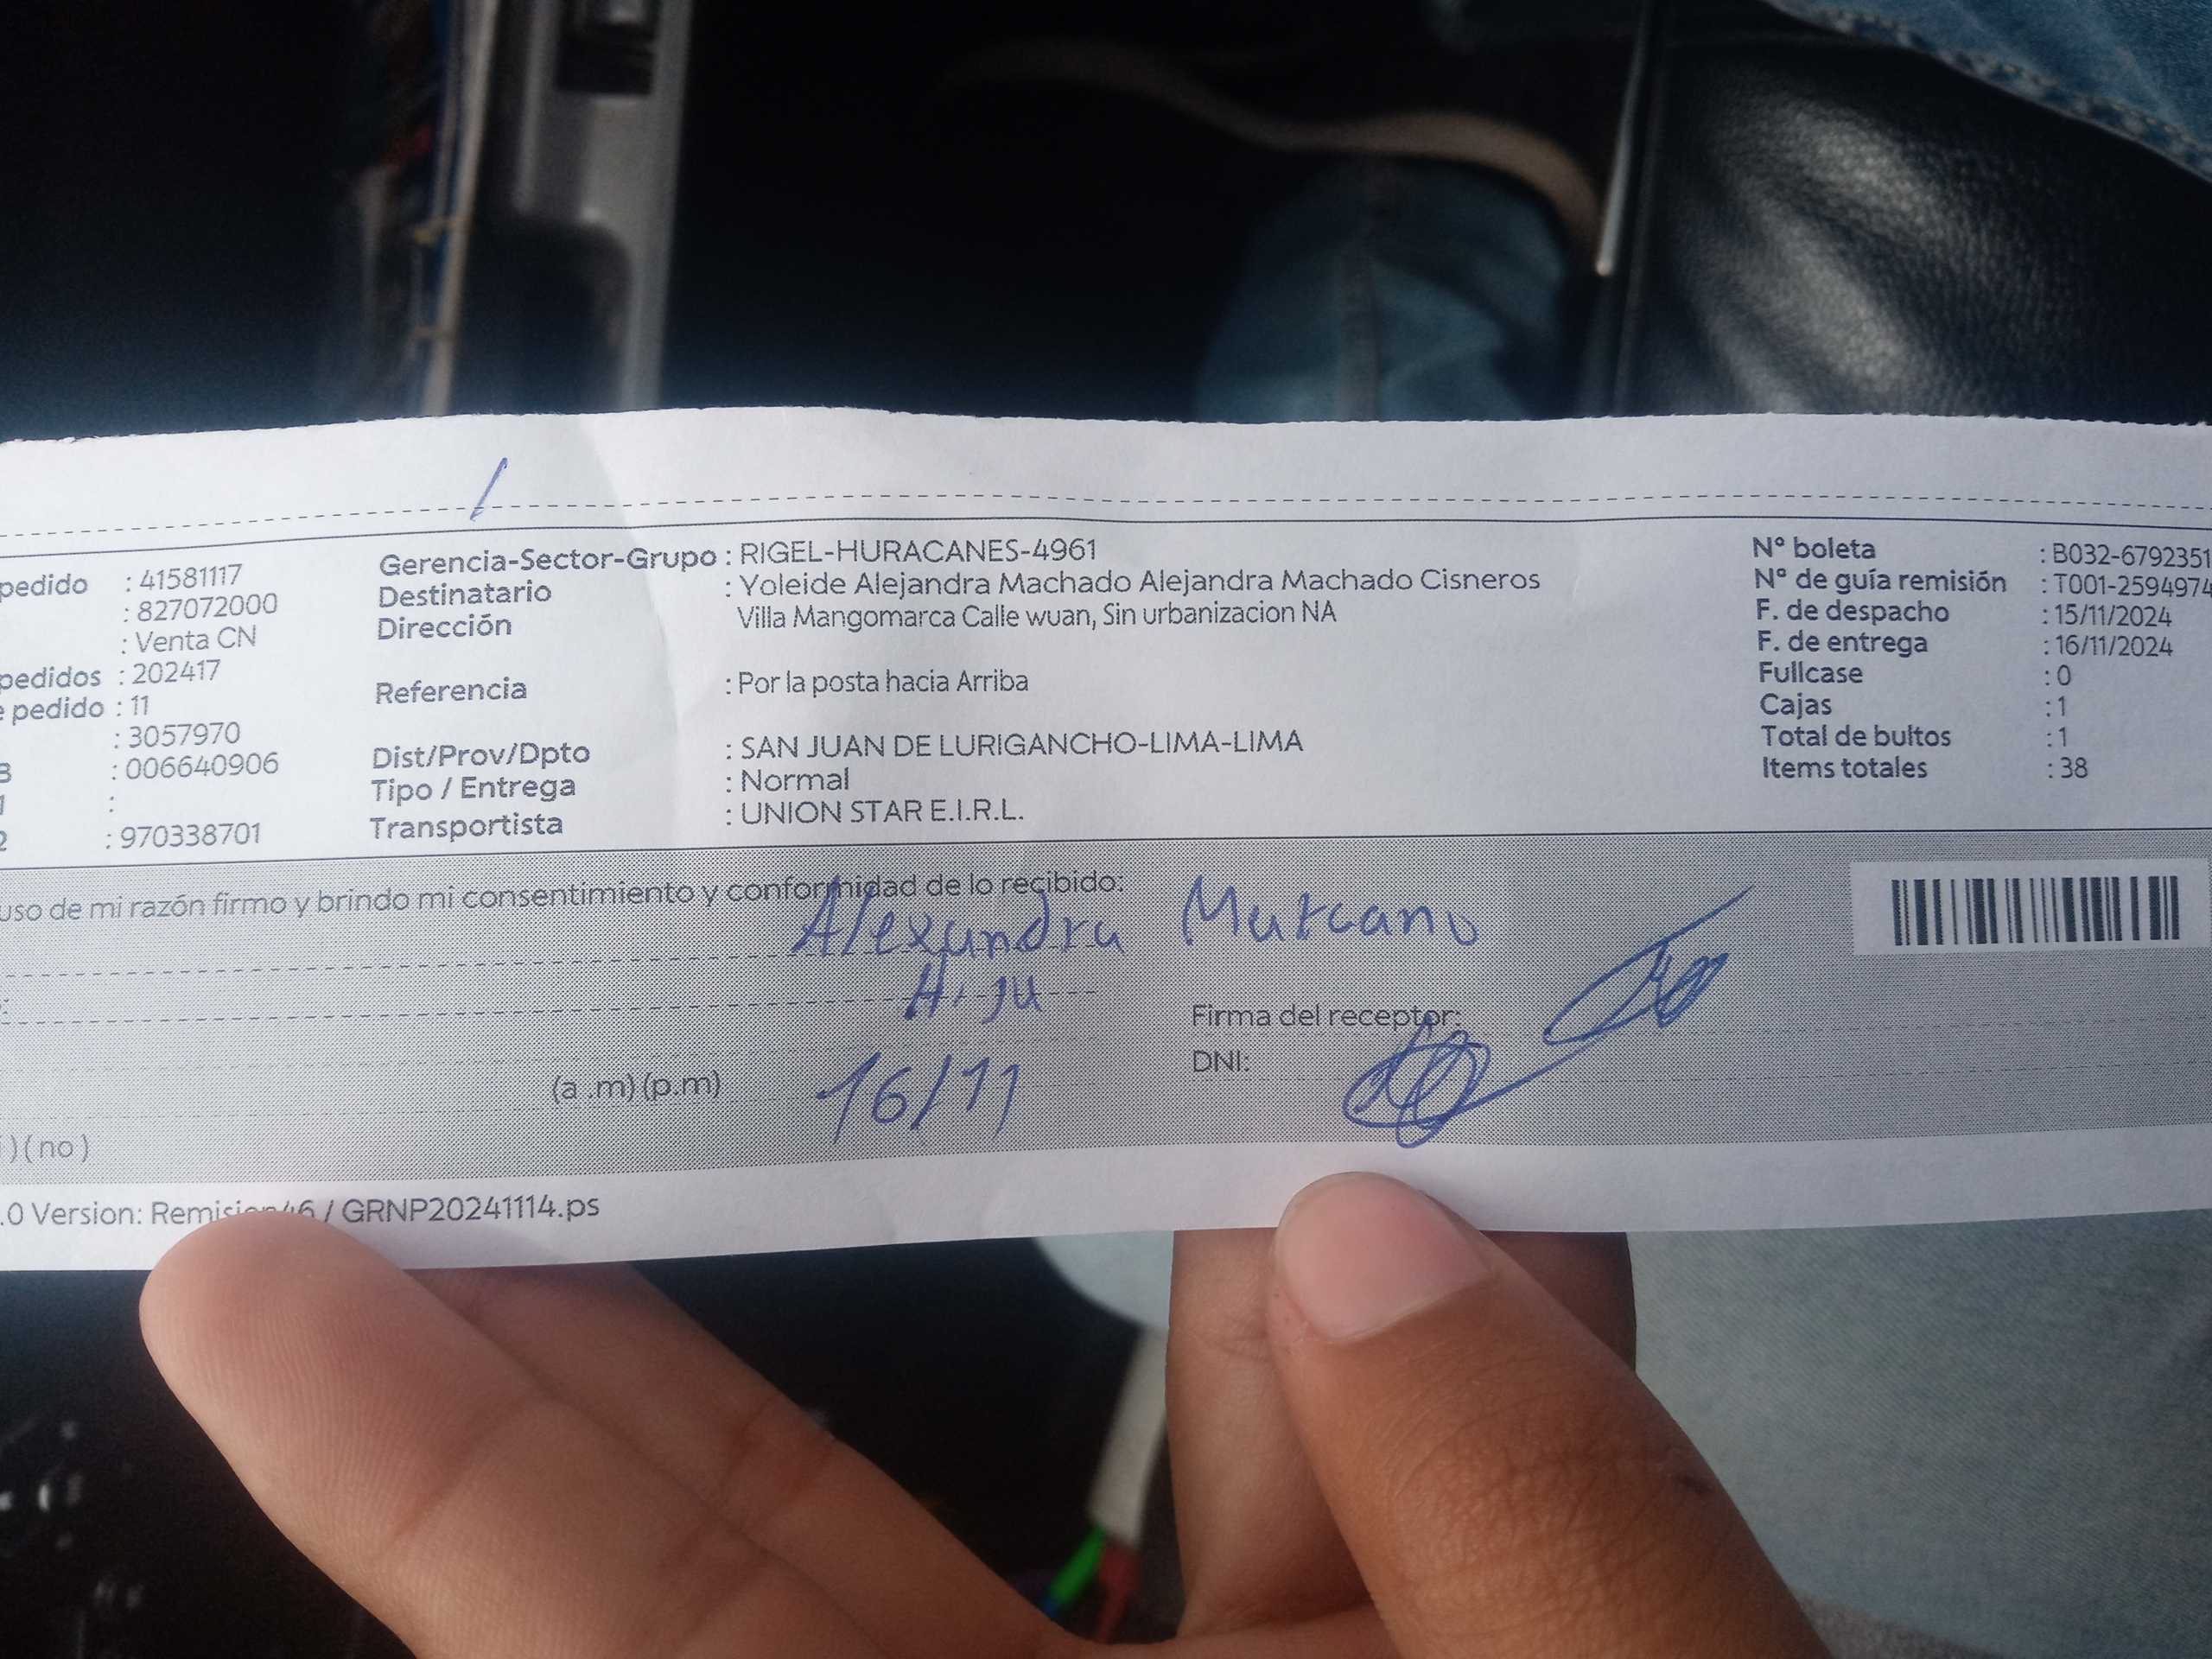 pedido : 41581117
: 827072000
: Venta CN
pedidos : 202417
e pedido : 11
: 3057970
: 006640906
:
2 : 970338701
Gerencia-Sector-Grupo : RIGEL-HURACANES-4961
Destinatario : Yoleide Alejandra Machado Alejandra Machado Cisneros
Dirección Villa Mangomarca Calle wuan, Sin urbanizacion NA
Referencia : Por la posta hacia Arriba
Dist/Prov/Dpto : SAN JUAN DE LURIGANCHO-LIMA-LIMA
Tipo / Entrega : Normal
Transportista : UNION STAR E.I.R.L.
N° boleta : B032-6792351
N° de guía remisión : T001-2594974
F. de despacho : 15/11/2024
F. de entrega : 16/11/2024
Fullcase : 0
Cajas : 1
Total de bultos : 1
Items totales : 38
uso de mi razón firmo y brindo mi consentimiento y conformidad de lo recibido:
Alexandra Marcano
Hija
Firma del receptor:
DNI:
(a .m) (p.m) 16/11
) ( no )
.0 Version: Remision46 / GRNP20241114.ps